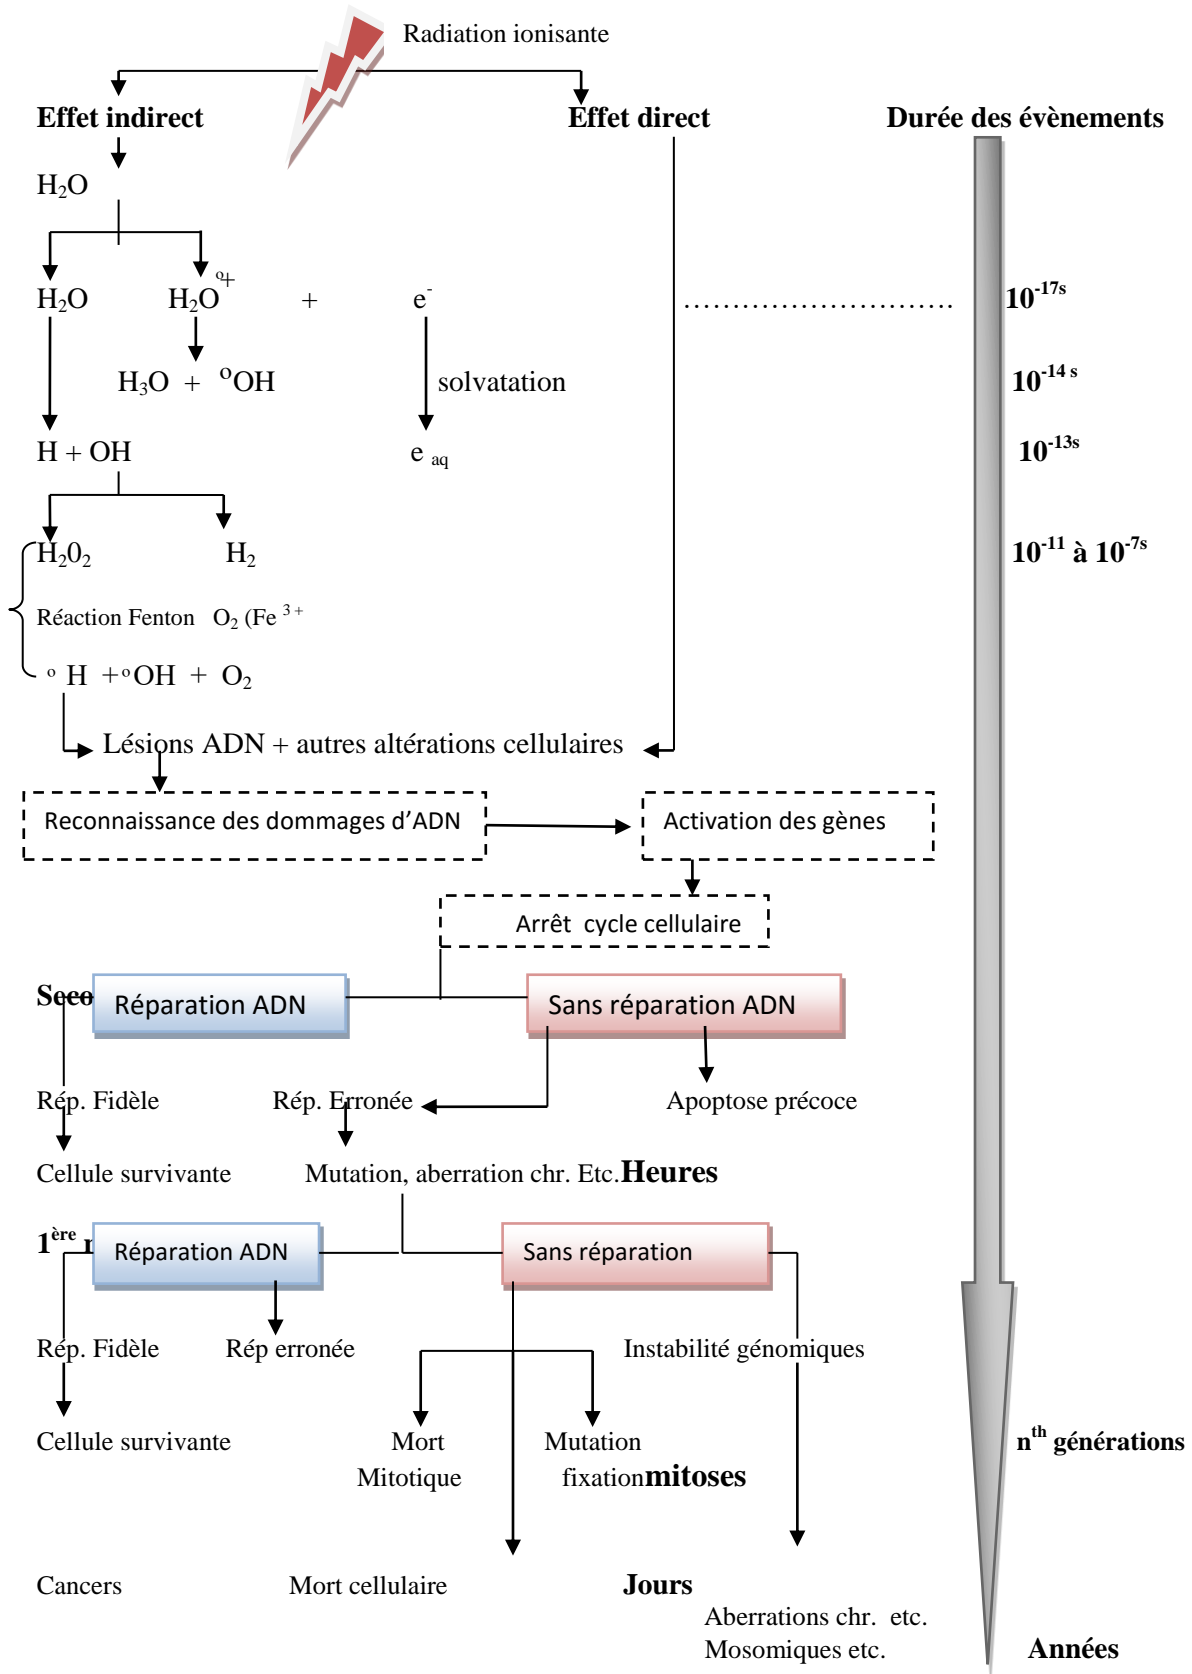 Radiation ionisante
Effet indirect Effet direct Durée des évènements
H₂O
H₂O H₂O°⁺ + e⁻ ............................ 10⁻¹⁷ˢ
H₃O + °OH solvatation 10⁻¹⁴ ˢ
H + OH e aq 10⁻¹³ˢ
H₂0₂ H₂ 10⁻¹¹ à 10⁻⁷ˢ
Réaction Fenton O₂ (Fe ³⁺
° H +°OH + O₂
Lésions ADN + autres altérations cellulaires
Reconnaissance des dommages d’ADN Activation des gènes
Arrêt cycle cellulaire
Réparation ADN Sans réparation ADN
Rép. Fidèle Rép. Erronée Apoptose précoce
Cellule survivante Mutation, aberration chr. Etc.Heures
1ère Réparation ADN Sans réparation
Rép. Fidèle Rép erronée Instabilité génomiques
Cellule survivante Mort Mutation nth générations
Mitotique fixationmitoses
Cancers Mort cellulaire Jours
Aberrations chr. etc.
Mosomiques etc. Années